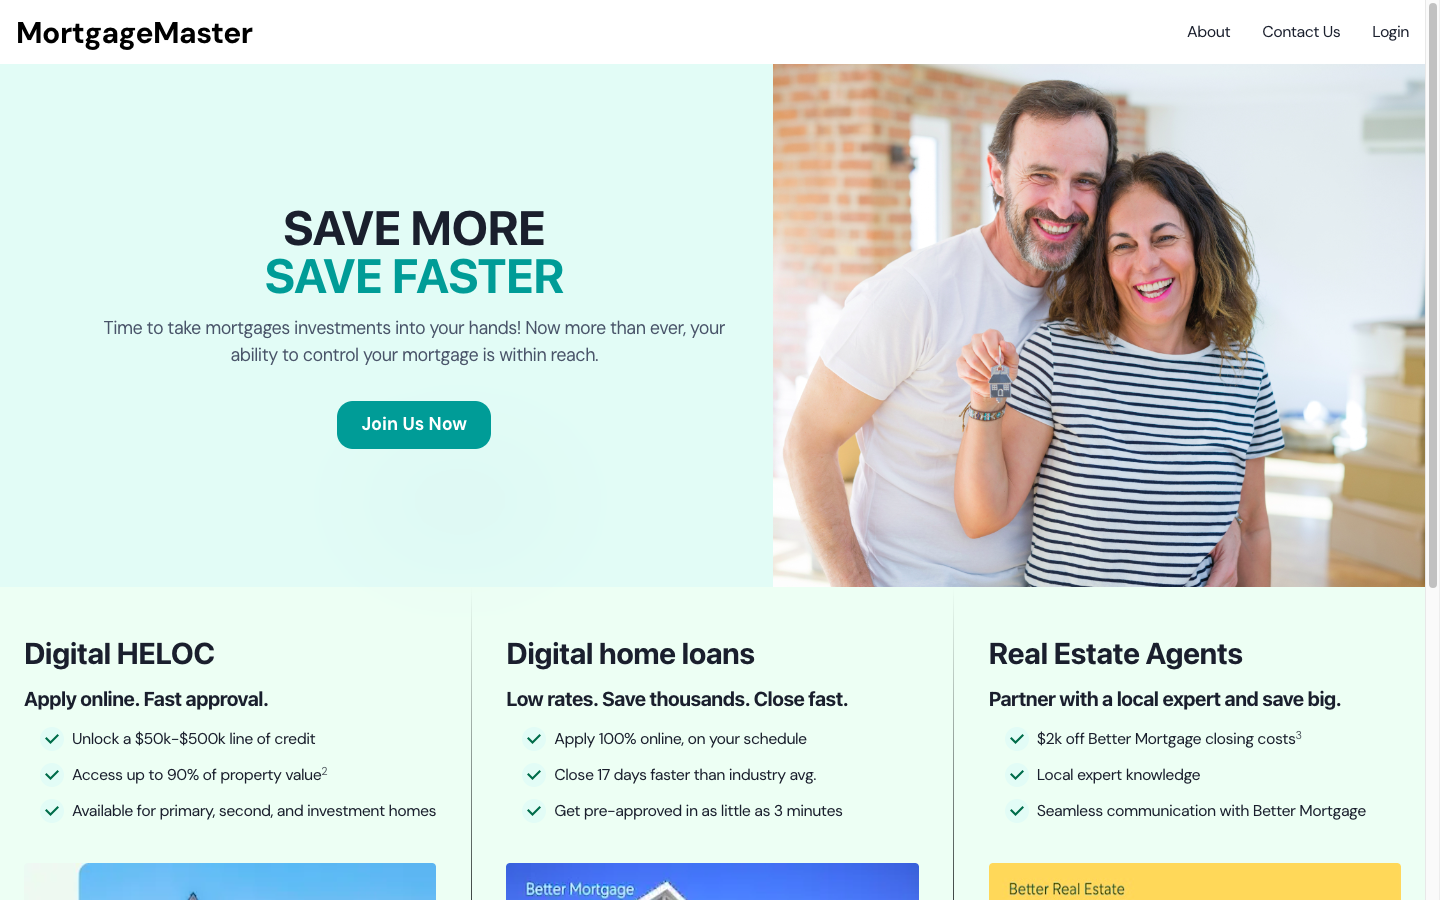 MortgageMaster
About
Contact Us
Login
SAVE MORE
SAVE FASTER
Time to take mortgages investments into your hands! Now more than ever, your
ability to control your mortgage is within reach.
Join Us Now
Digital HELOC
Apply online. Fast approval.
Unlock a $50k-$500k line of credit
Access up to 90% of property value²
Available for primary, second, and investment homes
Digital home loans
Low rates. Save thousands. Close fast.
Apply 100% online, on your schedule
Close 17 days faster than industry avg.
Get pre-approved in as little as 3 minutes
Better Mortgage
Real Estate Agents
Partner with a local expert and save big.
$2k off Better Mortgage closing costs³
Local expert knowledge
Seamless communication with Better Mortgage
Better Real Estate